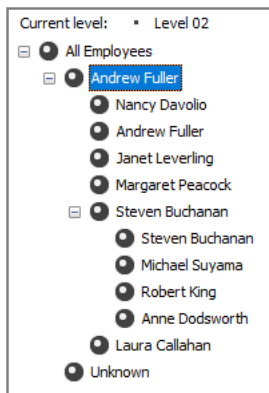 Current level: ▪ Level 02
All Employees
Andrew Fuller
Nancy Davolio
Andrew Fuller
Janet Leverling
Margaret Peacock
Steven Buchanan
Steven Buchanan
Michael Suyama
Robert King
Anne Dodsworth
Laura Callahan
Unknown